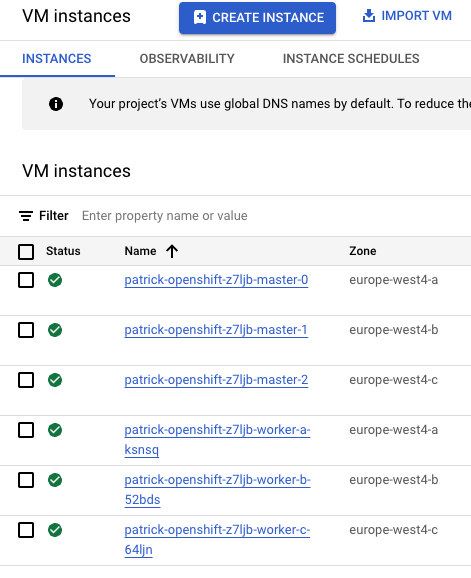 VM instances CREATE INSTANCE IMPORT VM
INSTANCES OBSERVABILITY INSTANCE SCHEDULES
Your project's VMs use global DNS names by default. To reduce the
VM instances
Filter Enter property name or value
Status Name Zone
patrick-openshift-z7ljb-master-0 europe-west4-a
patrick-openshift-z7ljb-master-1 europe-west4-b
patrick-openshift-z7ljb-master-2 europe-west4-c
patrick-openshift-z7ljb-worker-a- europe-west4-a
ksnsq
patrick-openshift-z7ljb-worker-b- europe-west4-b
52bds
patrick-openshift-z7ljb-worker-c- europe-west4-c
64ljn